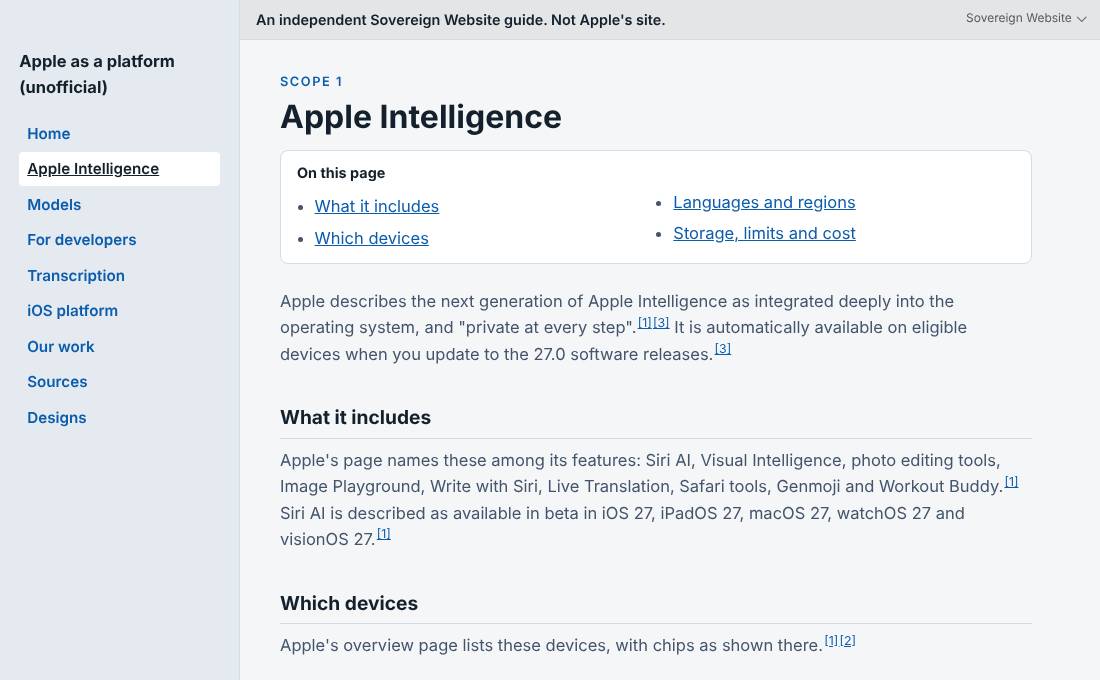 An independent Sovereign Website guide. Not Apple's site.
Sovereign Website
Apple as a platform
(unofficial)
Home
Apple Intelligence
Models
For developers
Transcription
iOS platform
Our work
Sources
Designs
SCOPE 1
Apple Intelligence
On this page
• What it includes
• Which devices
• Languages and regions
• Storage, limits and cost
Apple describes the next generation of Apple Intelligence as integrated deeply into the
operating system, and "private at every step".[1][3] It is automatically available on eligible
devices when you update to the 27.0 software releases.[3]
What it includes
Apple's page names these among its features: Siri AI, Visual Intelligence, photo editing tools,
Image Playground, Write with Siri, Live Translation, Safari tools, Genmoji and Workout Buddy.[1]
Siri AI is described as available in beta in iOS 27, iPadOS 27, macOS 27, watchOS 27 and
visionOS 27.[1]
Which devices
Apple's overview page lists these devices, with chips as shown there.[1][2]